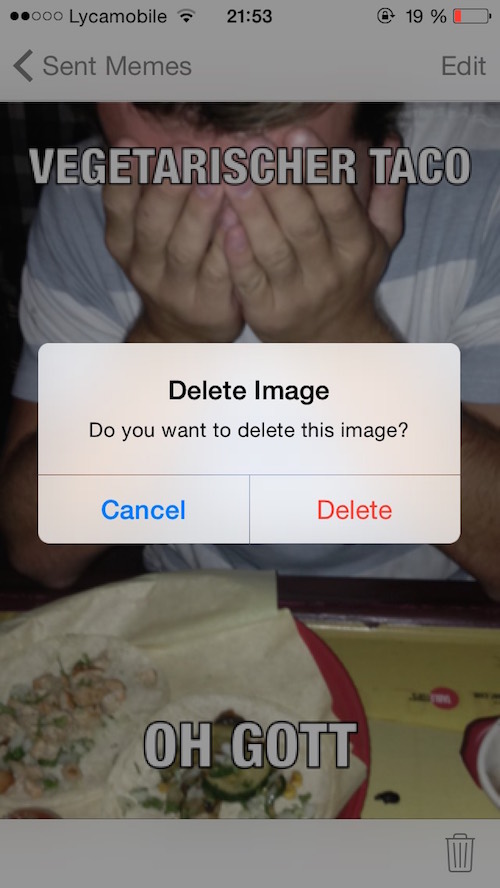 Lycamobile 21:53 19 %
Sent Memes Edit
VEGETARISCHER TACO
Delete Image
Do you want to delete this image?
Cancel Delete
OH GOTT